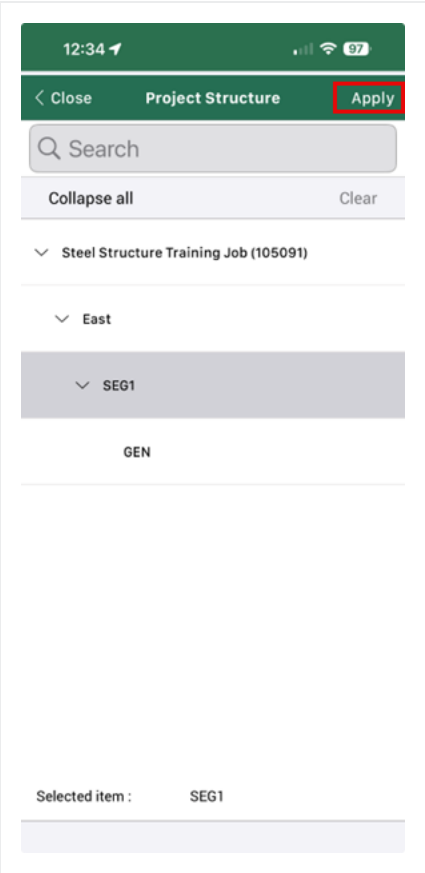 12:34 97
Close Project Structure Apply
Search
Collapse all Clear
Steel Structure Training Job (105091)
East
SEG1
GEN
Selected item : SEG1